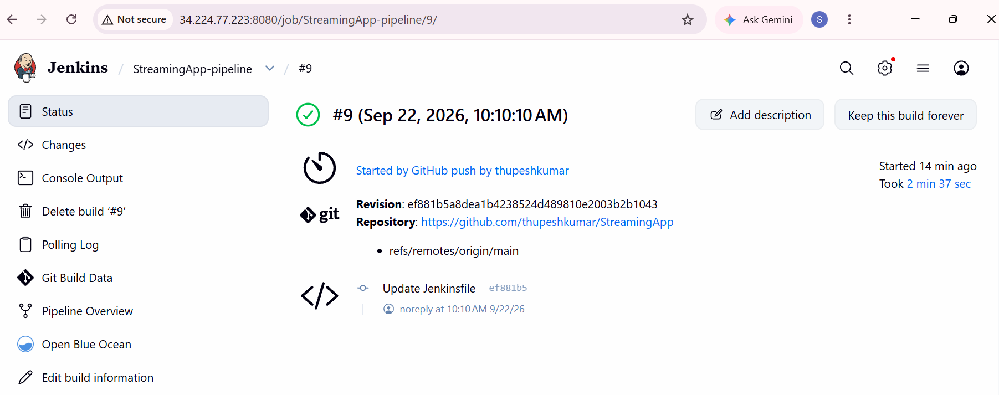 Not secure
34.224.77.223:8080/job/StreamingApp-pipeline/9/
Ask Gemini
S
Jenkins / StreamingApp-pipeline / #9
Status
Changes
Console Output
Delete build ‘#9’
Polling Log
Git Build Data
Pipeline Overview
Open Blue Ocean
Edit build information
#9 (Sep 22, 2026, 10:10:10 AM)
Add description
Keep this build forever
Started by GitHub push by thupeshkumar
Started 14 min ago
Took 2 min 37 sec
git
Revision: ef881b5a8dea1b4238524d489810e2003b2b1043
Repository: https://github.com/thupeshkumar/StreamingApp
• refs/remotes/origin/main
Update Jenkinsfile ef881b5
noreply at 10:10 AM 9/22/26